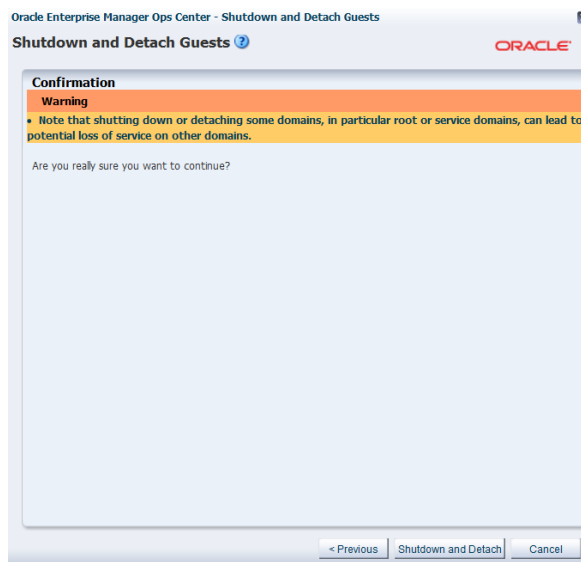 Oracle Enterprise Manager Ops Center - Shutdown and Detach Guests
Shutdown and Detach Guests ?
ORACLE
Confirmation
Warning
• Note that shutting down or detaching some domains, in particular root or service domains, can lead to
potential loss of service on other domains.
Are you really sure you want to continue?
< Previous Shutdown and Detach Cancel